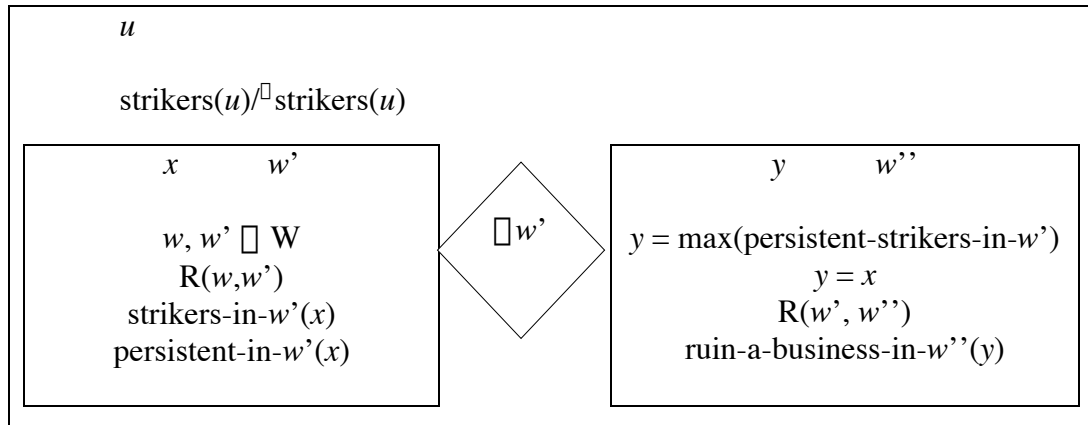 u
strikers(u)/▯strikers(u)
x w’
w, w’ ▯ W
R(w,w’)
strikers-in-w’(x)
persistent-in-w’(x)
▯w’
y w’’
y = max(persistent-strikers-in-w’)
y = x
R(w’, w’’)
ruin-a-business-in-w’’(y)